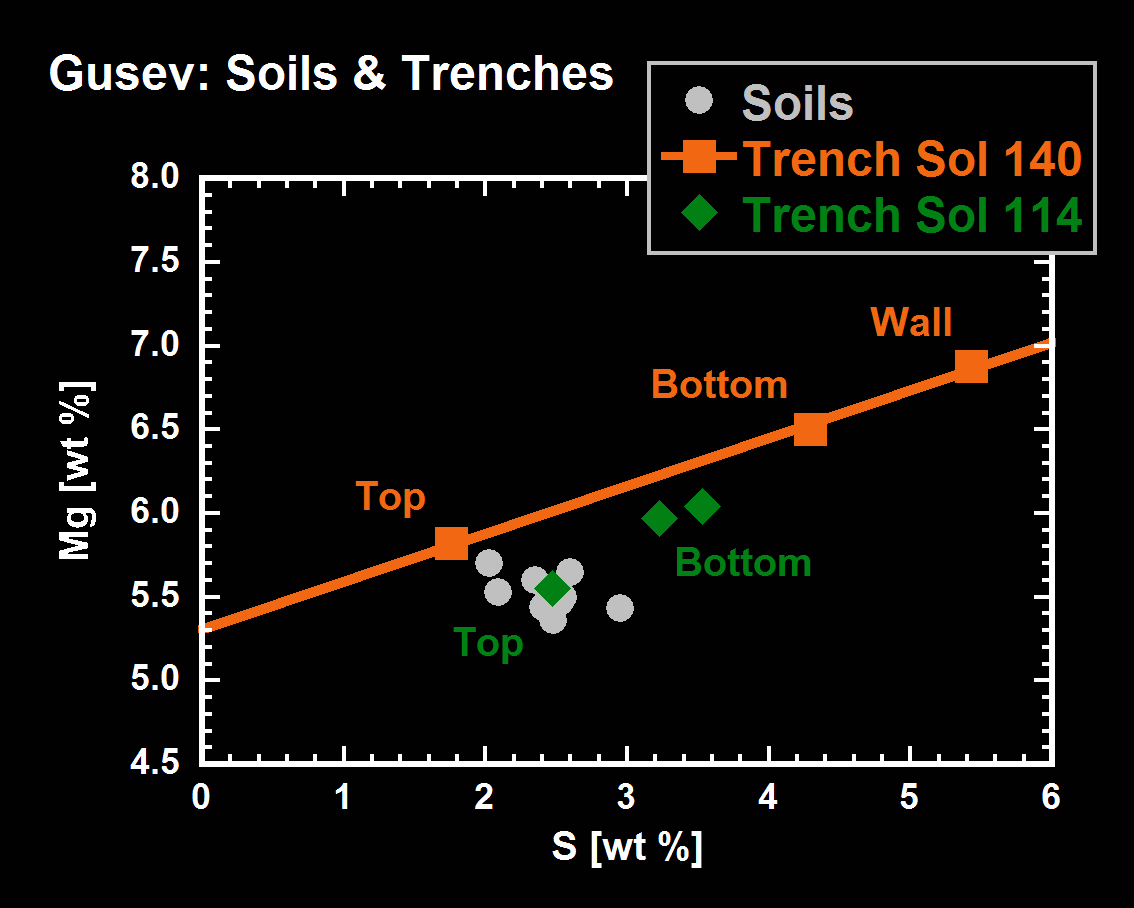 Gusev: Soils & Trenches
Soils
Trench Sol 140
Trench Sol 114
8.0
7.5
7.0
6.5
6.0
5.5
5.0
4.5
Mg [wt %]
Wall
Bottom
Top
Bottom
Top
0 1 2 3 4 5 6
S [wt %]